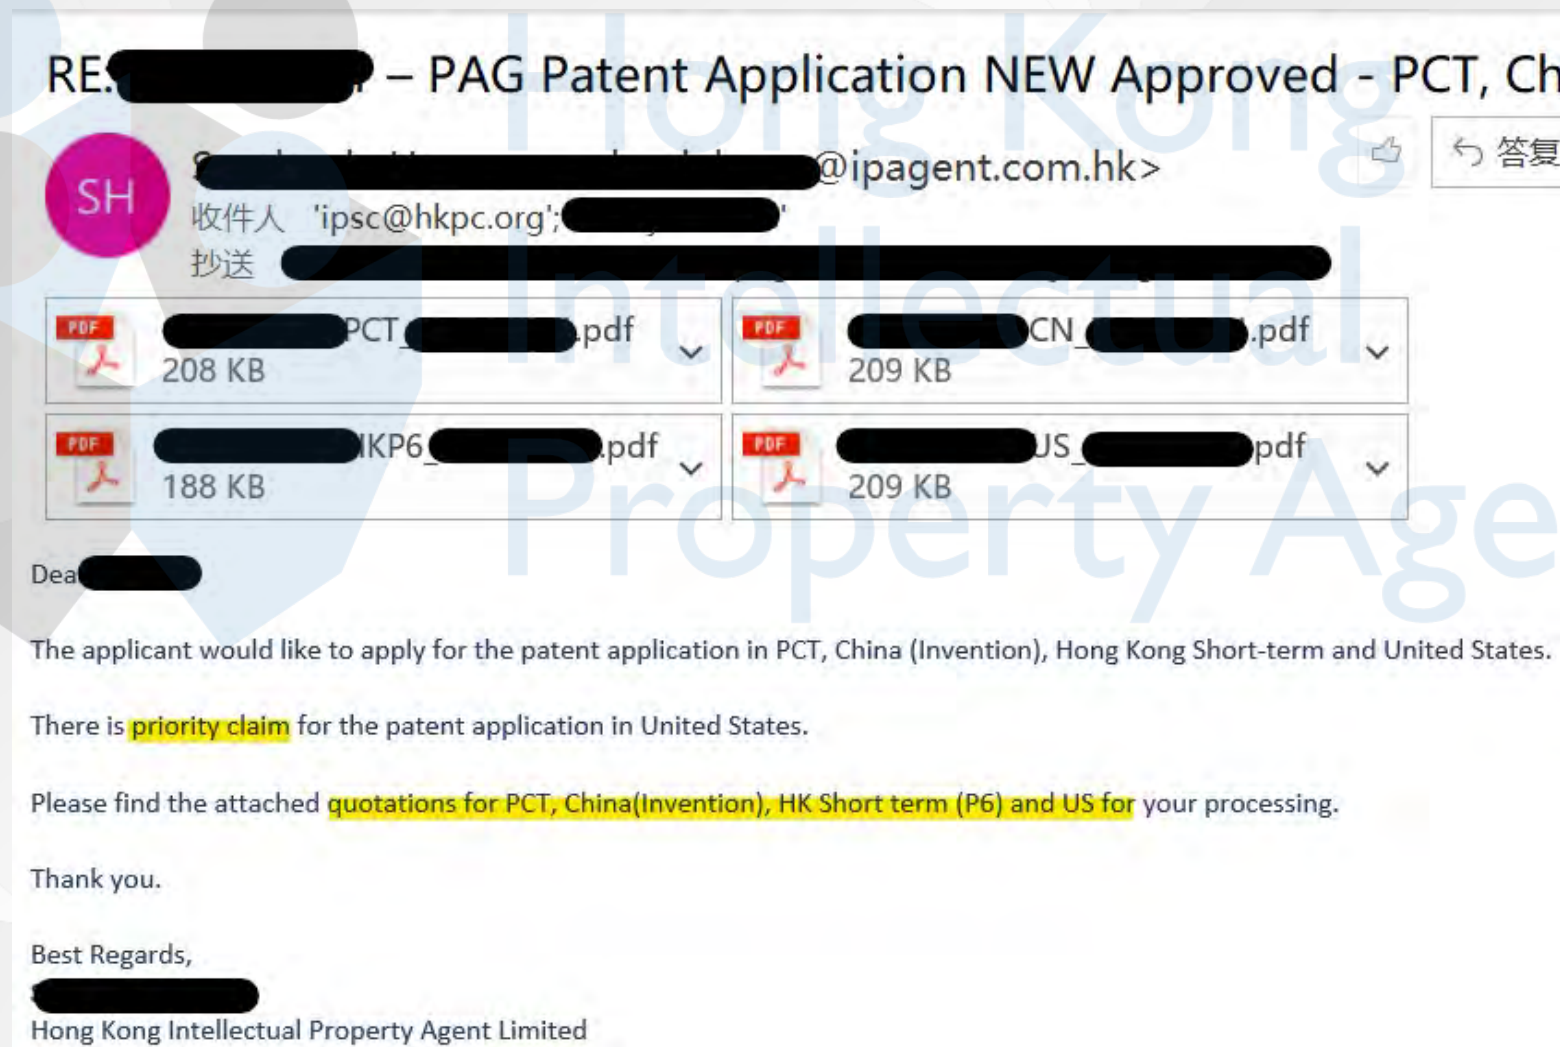 RE: – PAG Patent Application NEW Approved - PCT, Ch
SH
@ipagent.com.hk>
答复
收件人 'ipsc@hkpc.org'; '
抄送
PDF
PCT_ .pdf
208 KB
PDF
CN_ .pdf
209 KB
PDF
HKP6_ .pdf
188 KB
PDF
US_ pdf
209 KB
Hong Kong
Intellectual
Property Age
Dea
The applicant would like to apply for the patent application in PCT, China (Invention), Hong Kong Short-term and United States.
There is priority claim for the patent application in United States.
Please find the attached quotations for PCT, China(Invention), HK Short term (P6) and US for your processing.
Thank you.
Best Regards,
Hong Kong Intellectual Property Agent Limited